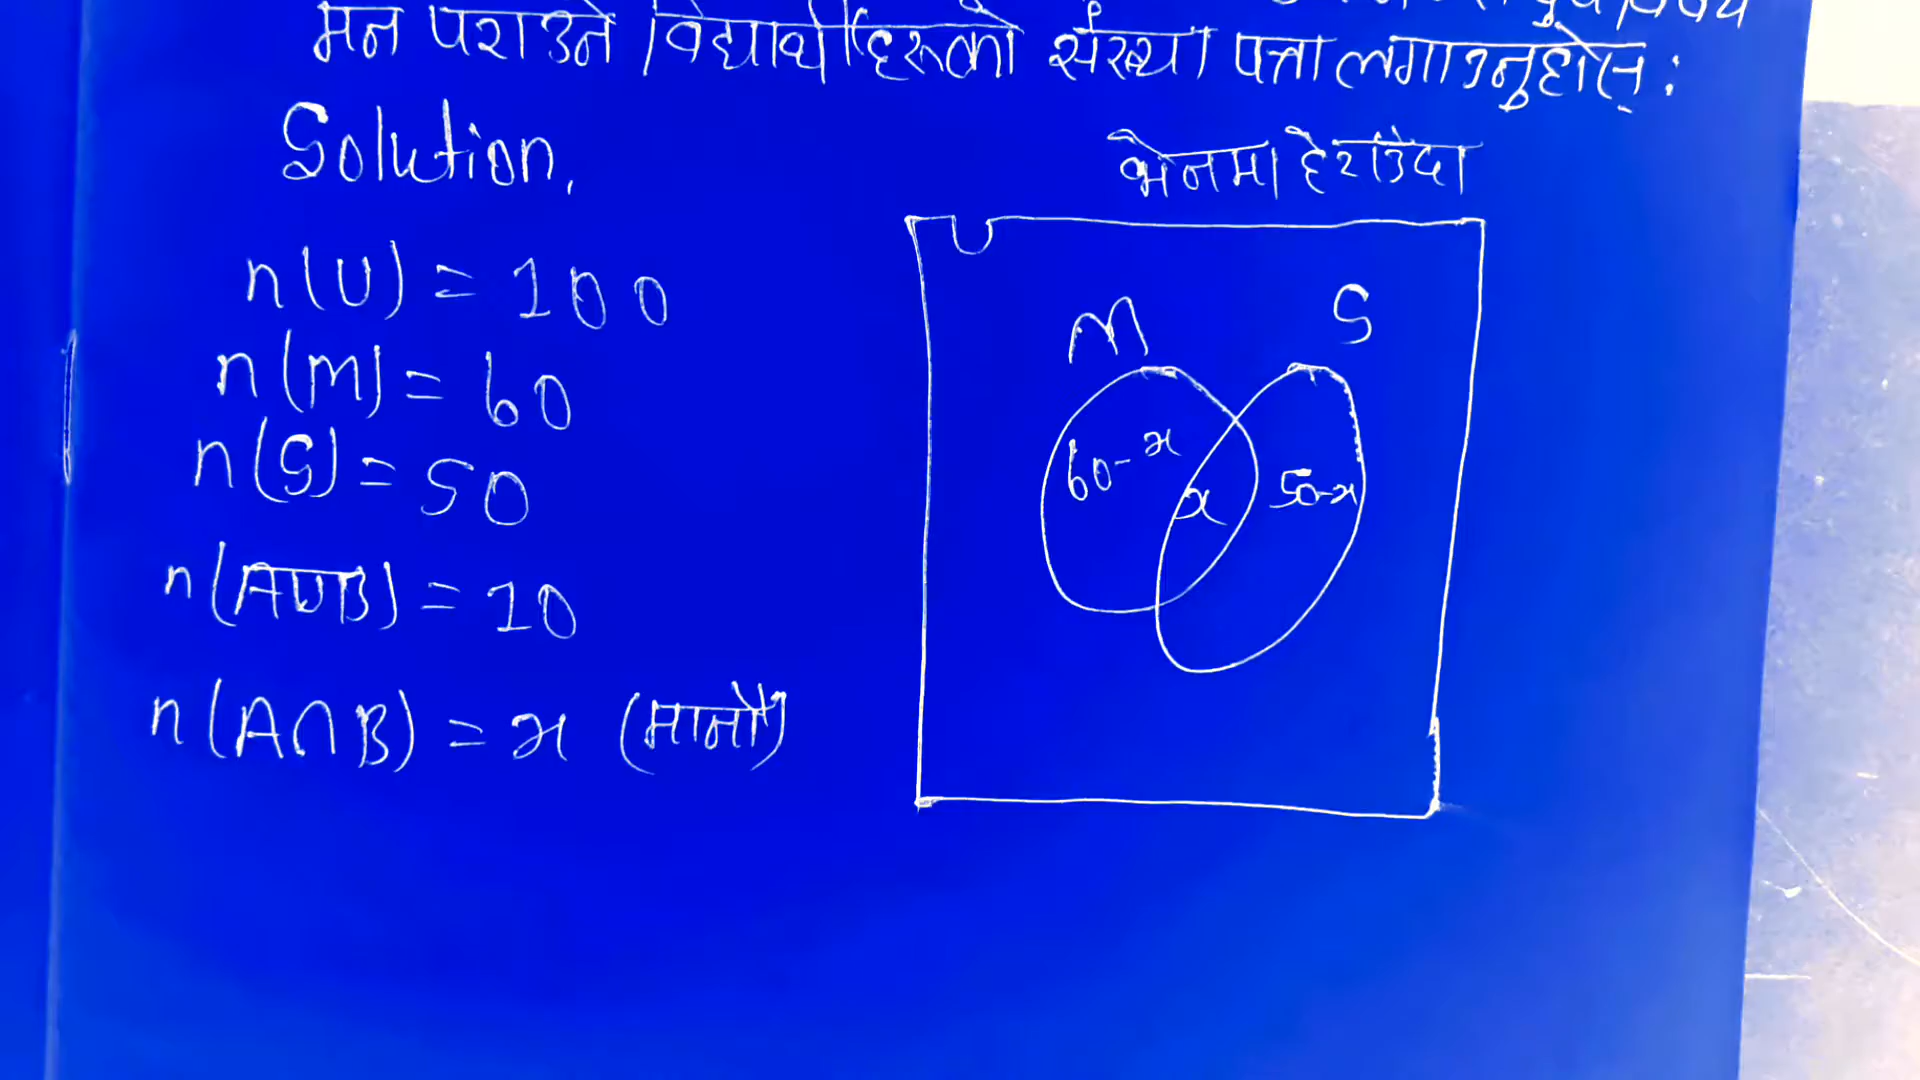 मन पराउने विद्यार्थीहरूको संख्या पत्ता लगाउनुहोस् :
Solution,
भेनमा हेराउँदा
n(U) = 100
n(M) = 60
n(S) = 50
n(A̅U̅B̅) = 10
n(A∩B) = x (मानौं)
U
M S
60-x x 50-x